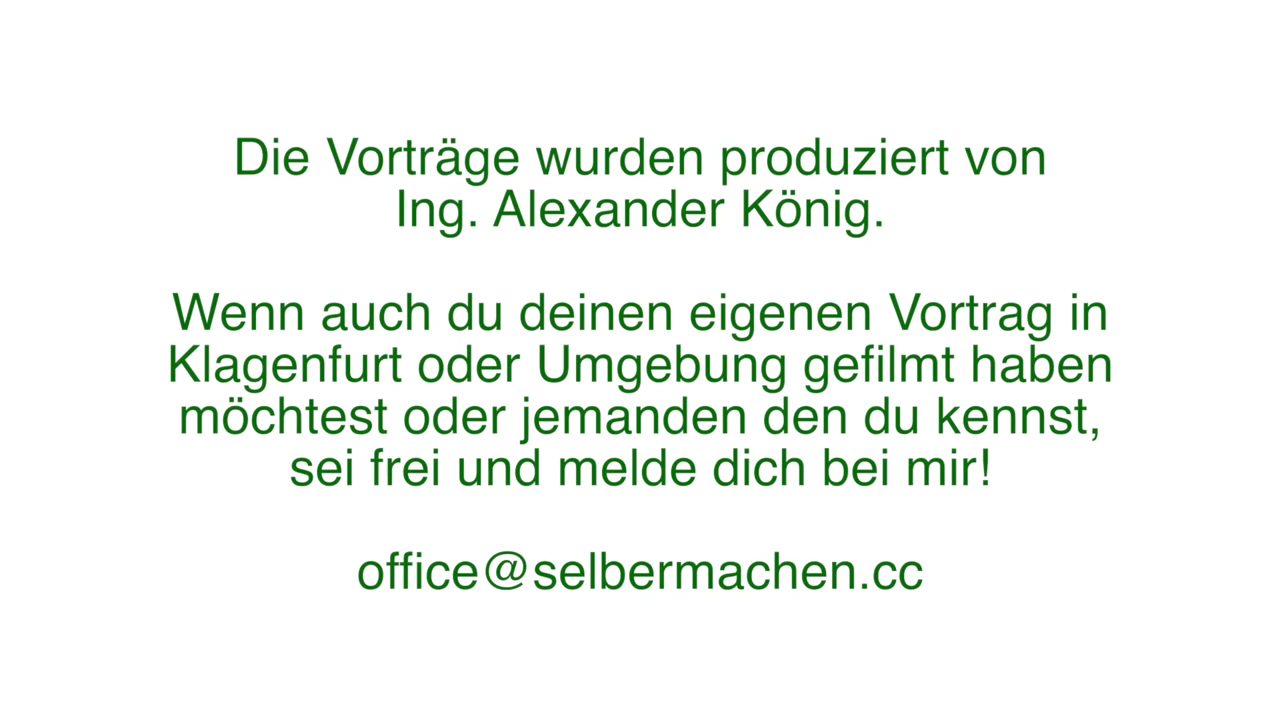 Die Vorträge wurden produziert von
Ing. Alexander König.
Wenn auch du deinen eigenen Vortrag in
Klagenfurt oder Umgebung gefilmt haben
möchtest oder jemanden den du kennst,
sei frei und melde dich bei mir!
office@selbermachen.cc